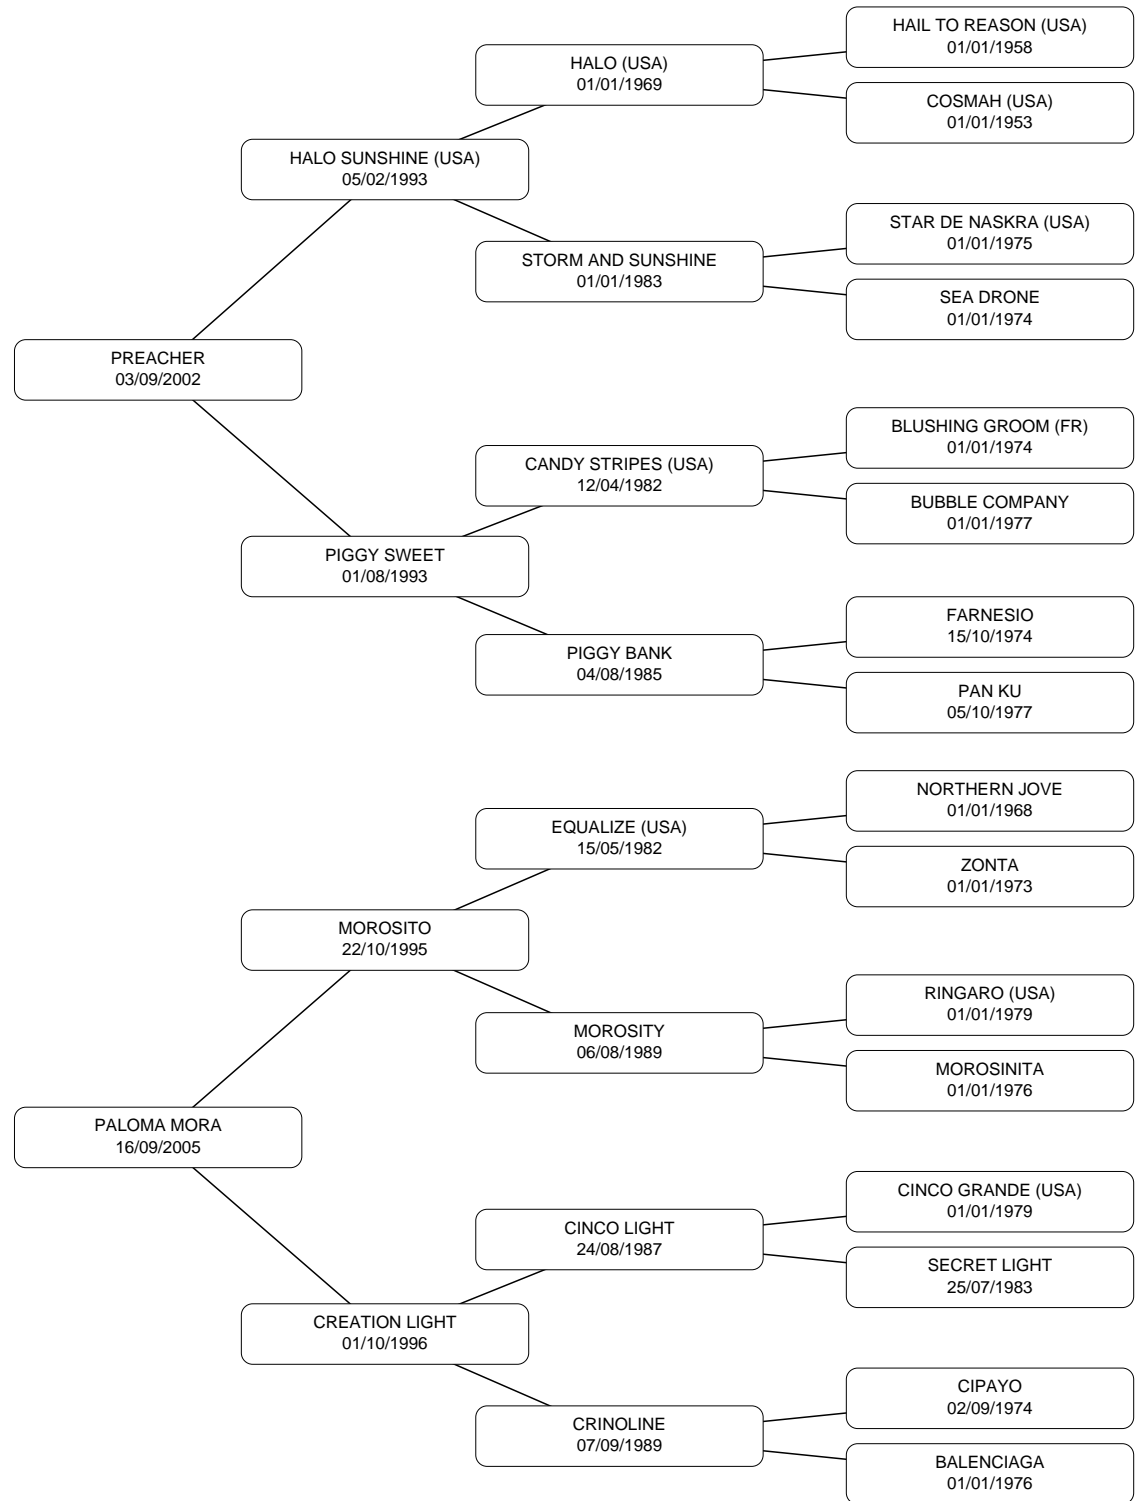 HAIL TO REASON (USA)
01/01/1958
HALO (USA)
01/01/1969
COSMAH (USA)
01/01/1953
HALO SUNSHINE (USA)
05/02/1993
STAR DE NASKRA (USA)
01/01/1975
STORM AND SUNSHINE
01/01/1983
SEA DRONE
01/01/1974
PREACHER
03/09/2002
BLUSHING GROOM (FR)
01/01/1974
CANDY STRIPES (USA)
12/04/1982
BUBBLE COMPANY
01/01/1977
PIGGY SWEET
01/08/1993
FARNESIO
15/10/1974
PIGGY BANK
04/08/1985
PAN KU
05/10/1977
NORTHERN JOVE
01/01/1968
EQUALIZE (USA)
15/05/1982
ZONTA
01/01/1973
MOROSITO
22/10/1995
RINGARO (USA)
01/01/1979
MOROSITY
06/08/1989
MOROSINITA
01/01/1976
PALOMA MORA
16/09/2005
CINCO GRANDE (USA)
01/01/1979
CINCO LIGHT
24/08/1987
SECRET LIGHT
25/07/1983
CREATION LIGHT
01/10/1996
CIPAYO
02/09/1974
CRINOLINE
07/09/1989
BALENCIAGA
01/01/1976